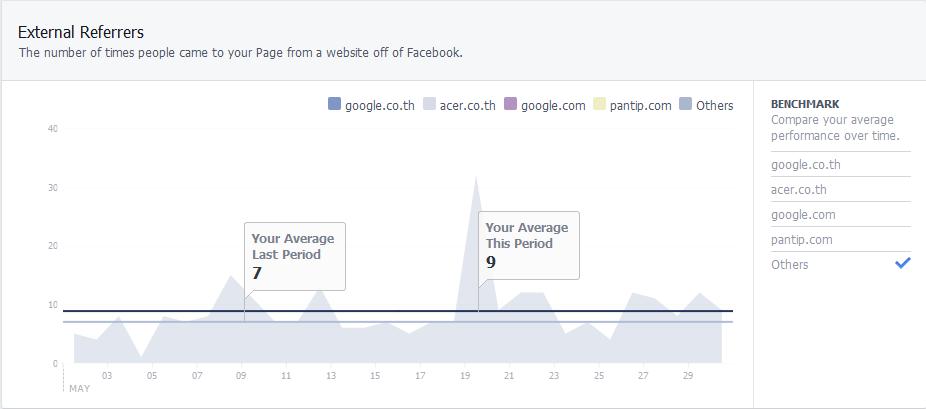 External Referrers
The number of times people came to your Page from a website off of Facebook.
google.co.th acer.co.th google.com pantip.com Others
40
30
20
10
0
Your Average
Last Period
7
Your Average
This Period
9
03 05 07 09 11 13 15 17 19 21 23 25 27 29
MAY
BENCHMARK
Compare your average
performance over time.
google.co.th
acer.co.th
google.com
pantip.com
Others